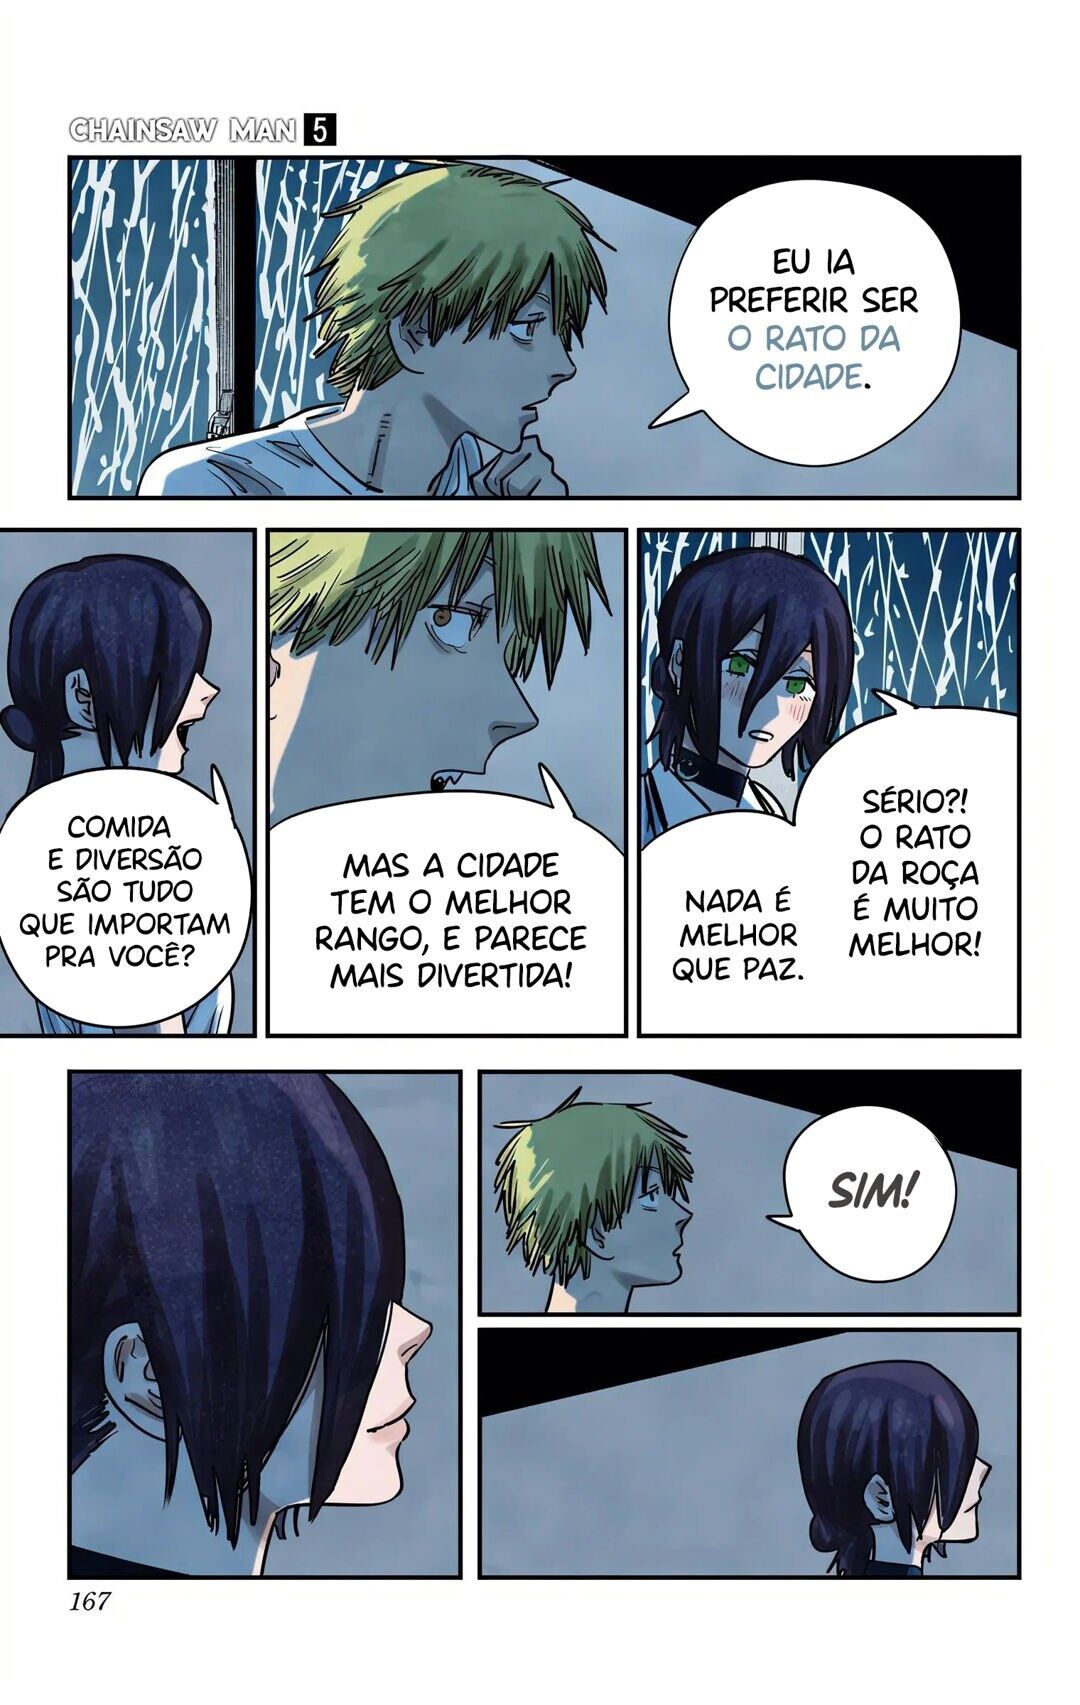 CHAINSAW MAN 5
EU IA
PREFERIR SER
O RATO DA
CIDADE.
SÉRIO?!
O RATO
DA ROÇA
É MUITO
MELHOR!
NADA É
MELHOR
QUE PAZ.
MAS A CIDADE
TEM O MELHOR
RANGO, E PARECE
MAIS DIVERTIDA!
COMIDA
E DIVERSÃO
SÃO TUDO
QUE IMPORTAM
PRA VOCÊ?
SIM!
167